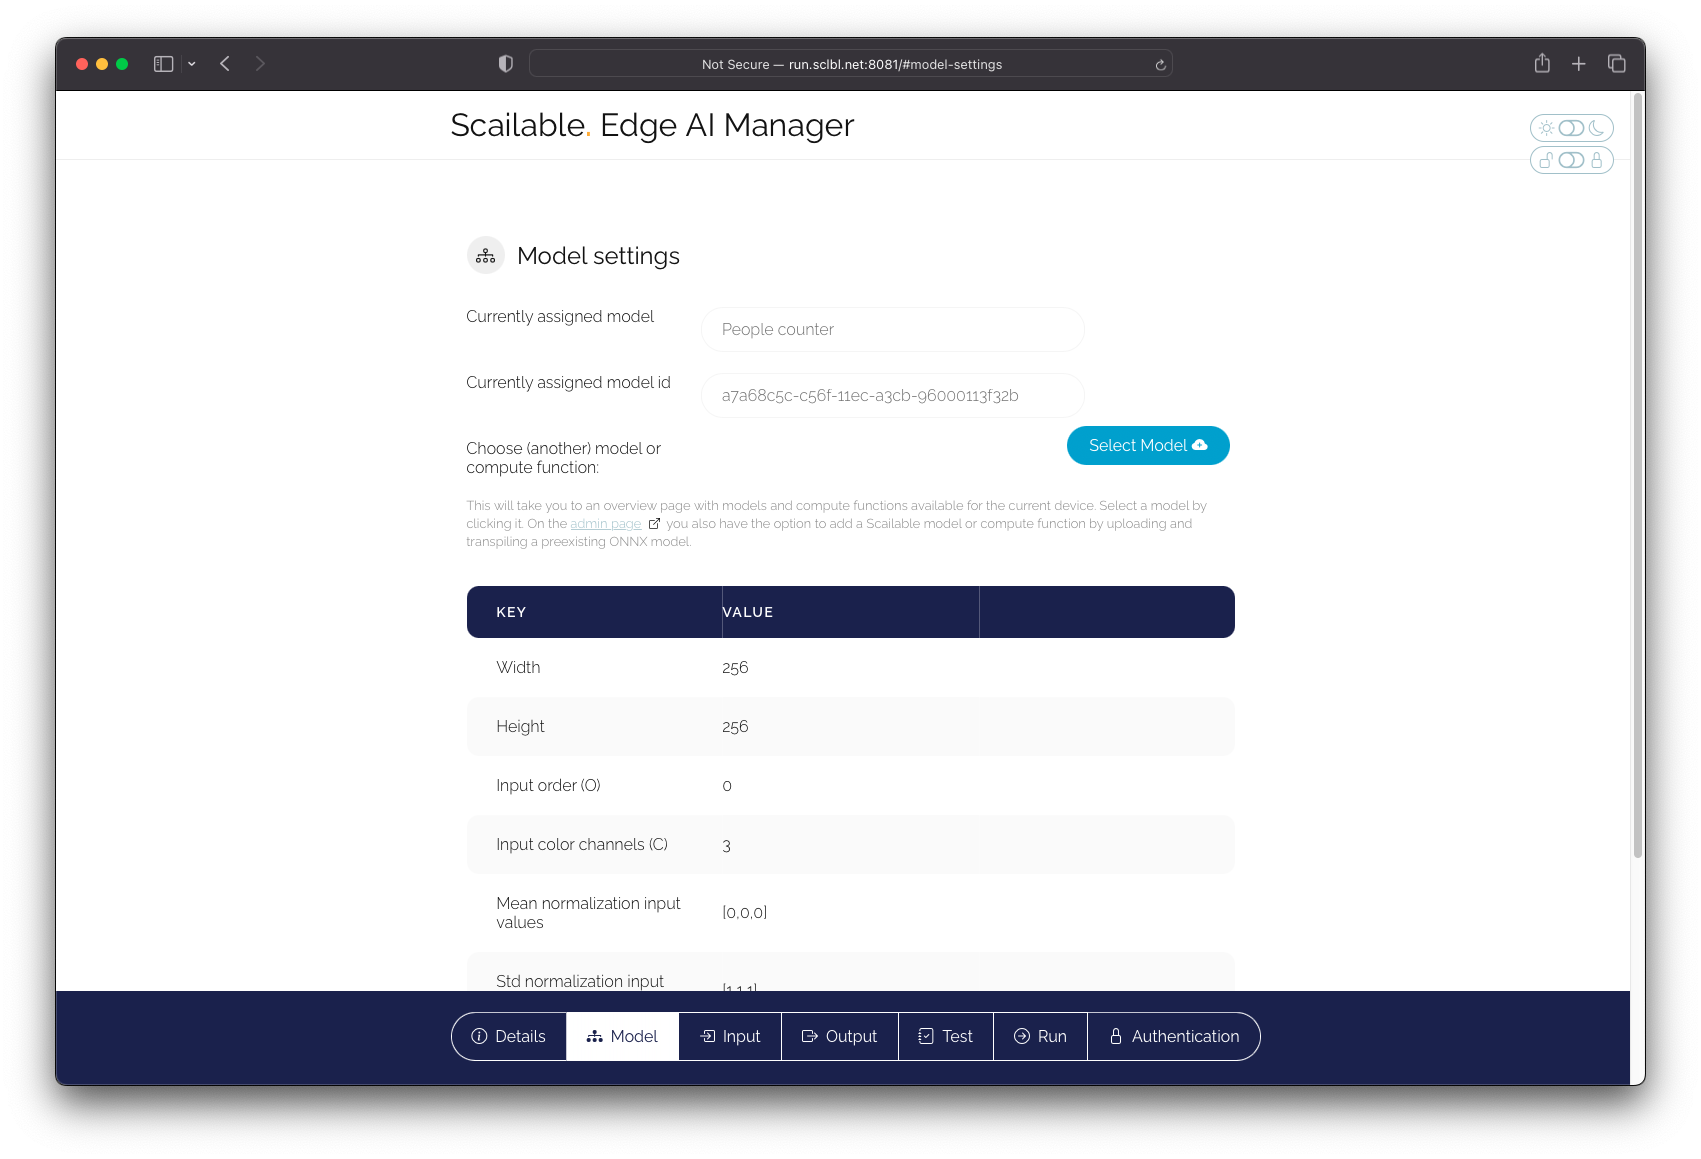 Not Secure — run.sclbl.net:8081/#model-settings
Scailable. Edge AI Manager
Model settings
Currently assigned model
People counter
Currently assigned model id
a7a68c5c-c56f-11ec-a3cb-96000113f32b
Choose (another) model or
compute function:
Select Model
This will take you to an overview page with models and compute functions available for the current device. Select a model by
clicking it. On the admin page you also have the option to add a Scailable model or compute function by uploading and
transpiling a preexisting ONNX model.
KEY VALUE
Width 256
Height 256
Input order (O) 0
Input color channels (C) 3
Mean normalization input
values
[0,0,0]
Std normalization input
[1,1,1]
Details Model Input Output Test Run Authentication